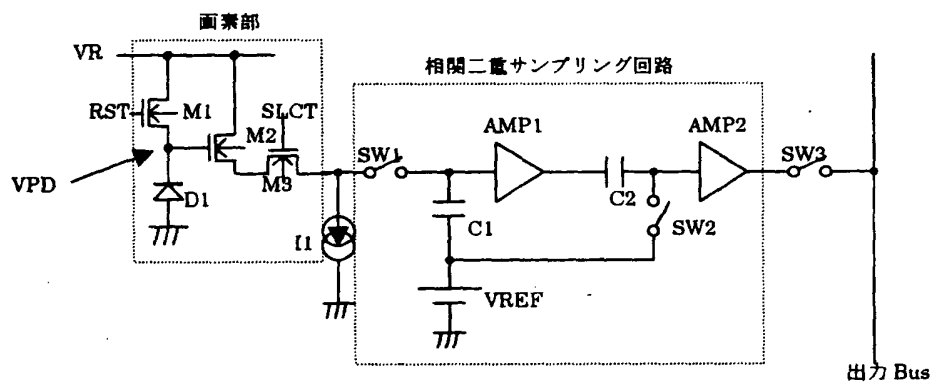 画素部
VR
相関二重サンプリング回路
RST
M1
SLCT
M2
AMP1
AMP2
SW1
SW3
VPD
M3
D1
C2
I1
C1
SW2
VREF
出力 Bus